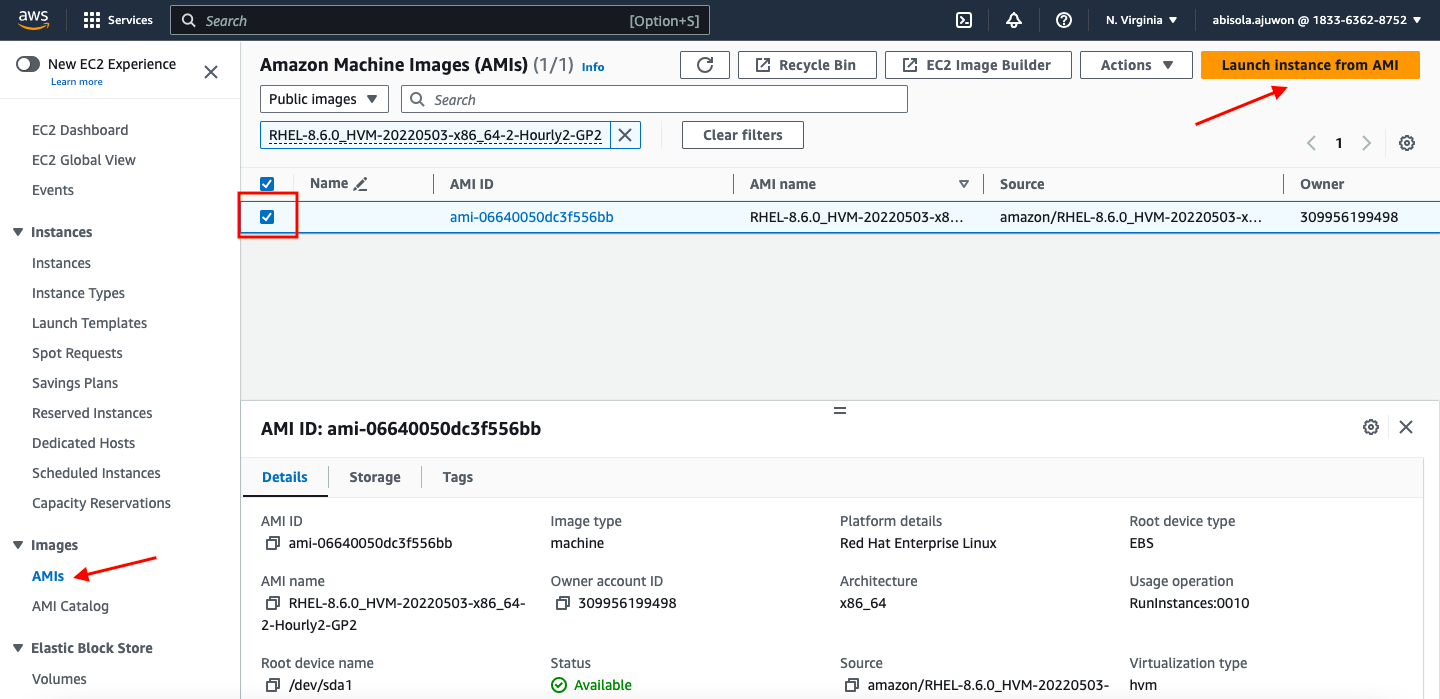 aws
Services
Search
[Option+S]
N. Virginia
abisola.ajuwon @ 1833-6362-8752
New EC2 Experience
Learn more
EC2 Dashboard
EC2 Global View
Events
Instances
Instances
Instance Types
Launch Templates
Spot Requests
Savings Plans
Reserved Instances
Dedicated Hosts
Scheduled Instances
Capacity Reservations
Images
AMIs
AMI Catalog
Elastic Block Store
Volumes
Amazon Machine Images (AMIs) (1/1) Info
Recycle Bin
EC2 Image Builder
Actions
Launch instance from AMI
Public images
Search
RHEL-8.6.0_HVM-20220503-x86_64-2-Hourly2-GP2
Clear filters
1
Name
AMI ID
AMI name
Source
Owner
ami-06640050dc3f556bb
RHEL-8.6.0_HVM-20220503-x8...
amazon/RHEL-8.6.0_HVM-20220503-x...
309956199498
AMI ID: ami-06640050dc3f556bb
Details
Storage
Tags
AMI ID
ami-06640050dc3f556bb
Image type
machine
Platform details
Red Hat Enterprise Linux
Root device type
EBS
AMI name
RHEL-8.6.0_HVM-20220503-x86_64-
2-Hourly2-GP2
Owner account ID
309956199498
Architecture
x86_64
Usage operation
RunInstances:0010
Root device name
/dev/sda1
Status
Available
Source
amazon/RHEL-8.6.0_HVM-20220503-
Virtualization type
hvm